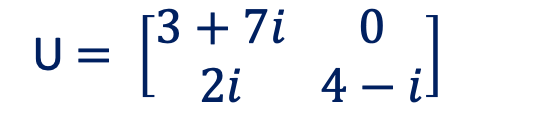 U = [3 + 7i 0
2i 4 − i]